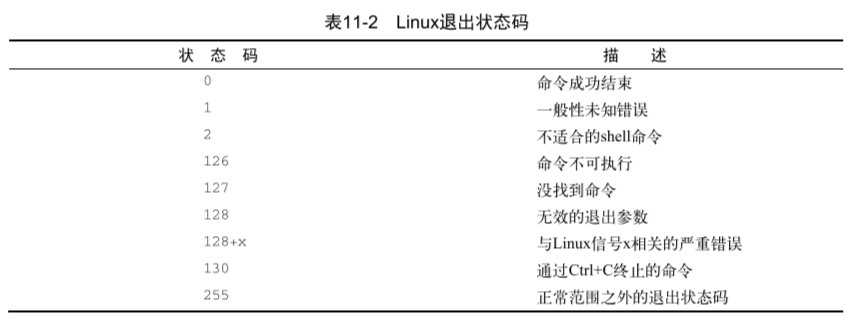 表11-2 Linux退出状态码
状 态 码 描 述
0 命令成功结束
1 一般性未知错误
2 不适合的shell命令
126 命令不可执行
127 没找到命令
128 无效的退出参数
128+x 与Linux信号x相关的严重错误
130 通过Ctrl+C终止的命令
255 正常范围之外的退出状态码